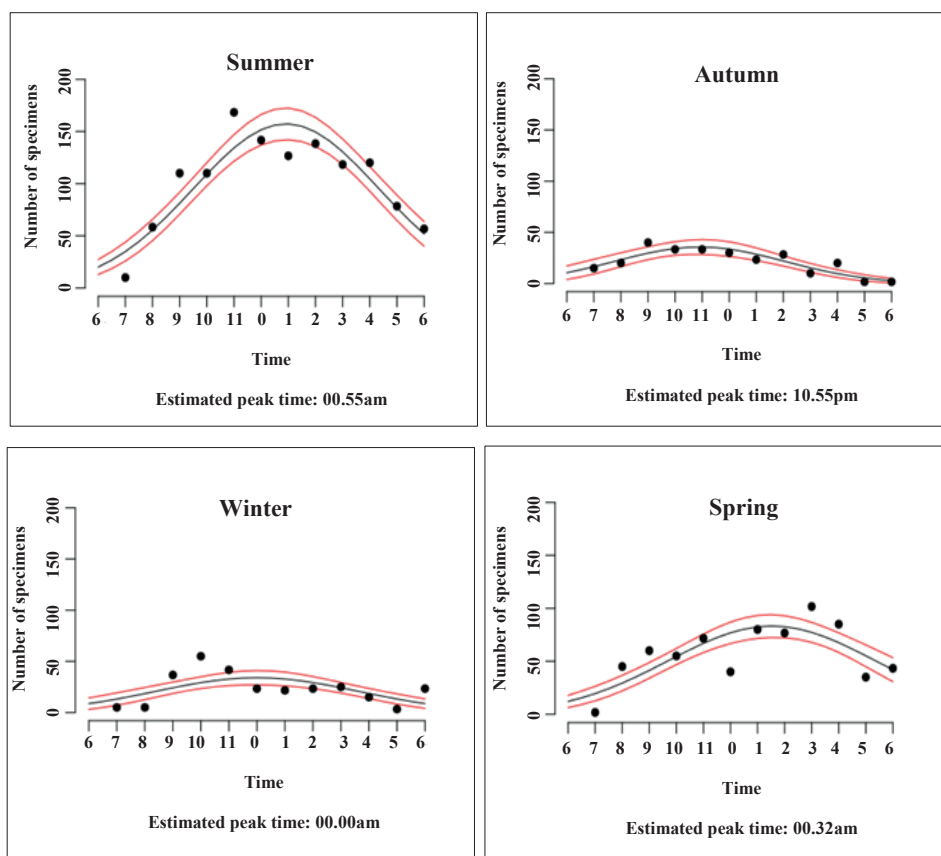 Summer
Number of specimens
200
150
100
50
0
6 7 8 9 10 11 0 1 2 3 4 5 6
Time
Estimated peak time: 00.55am
Autumn
Number of specimens
200
150
100
50
0
6 7 8 9 10 11 0 1 2 3 4 5 6
Time
Estimated peak time: 10.55pm
Winter
Number of specimens
200
150
100
50
0
6 7 8 9 10 11 0 1 2 3 4 5 6
Time
Estimated peak time: 00.00am
Spring
Number of specimens
200
150
100
50
0
6 7 8 9 10 11 0 1 2 3 4 5 6
Time
Estimated peak time: 00.32am